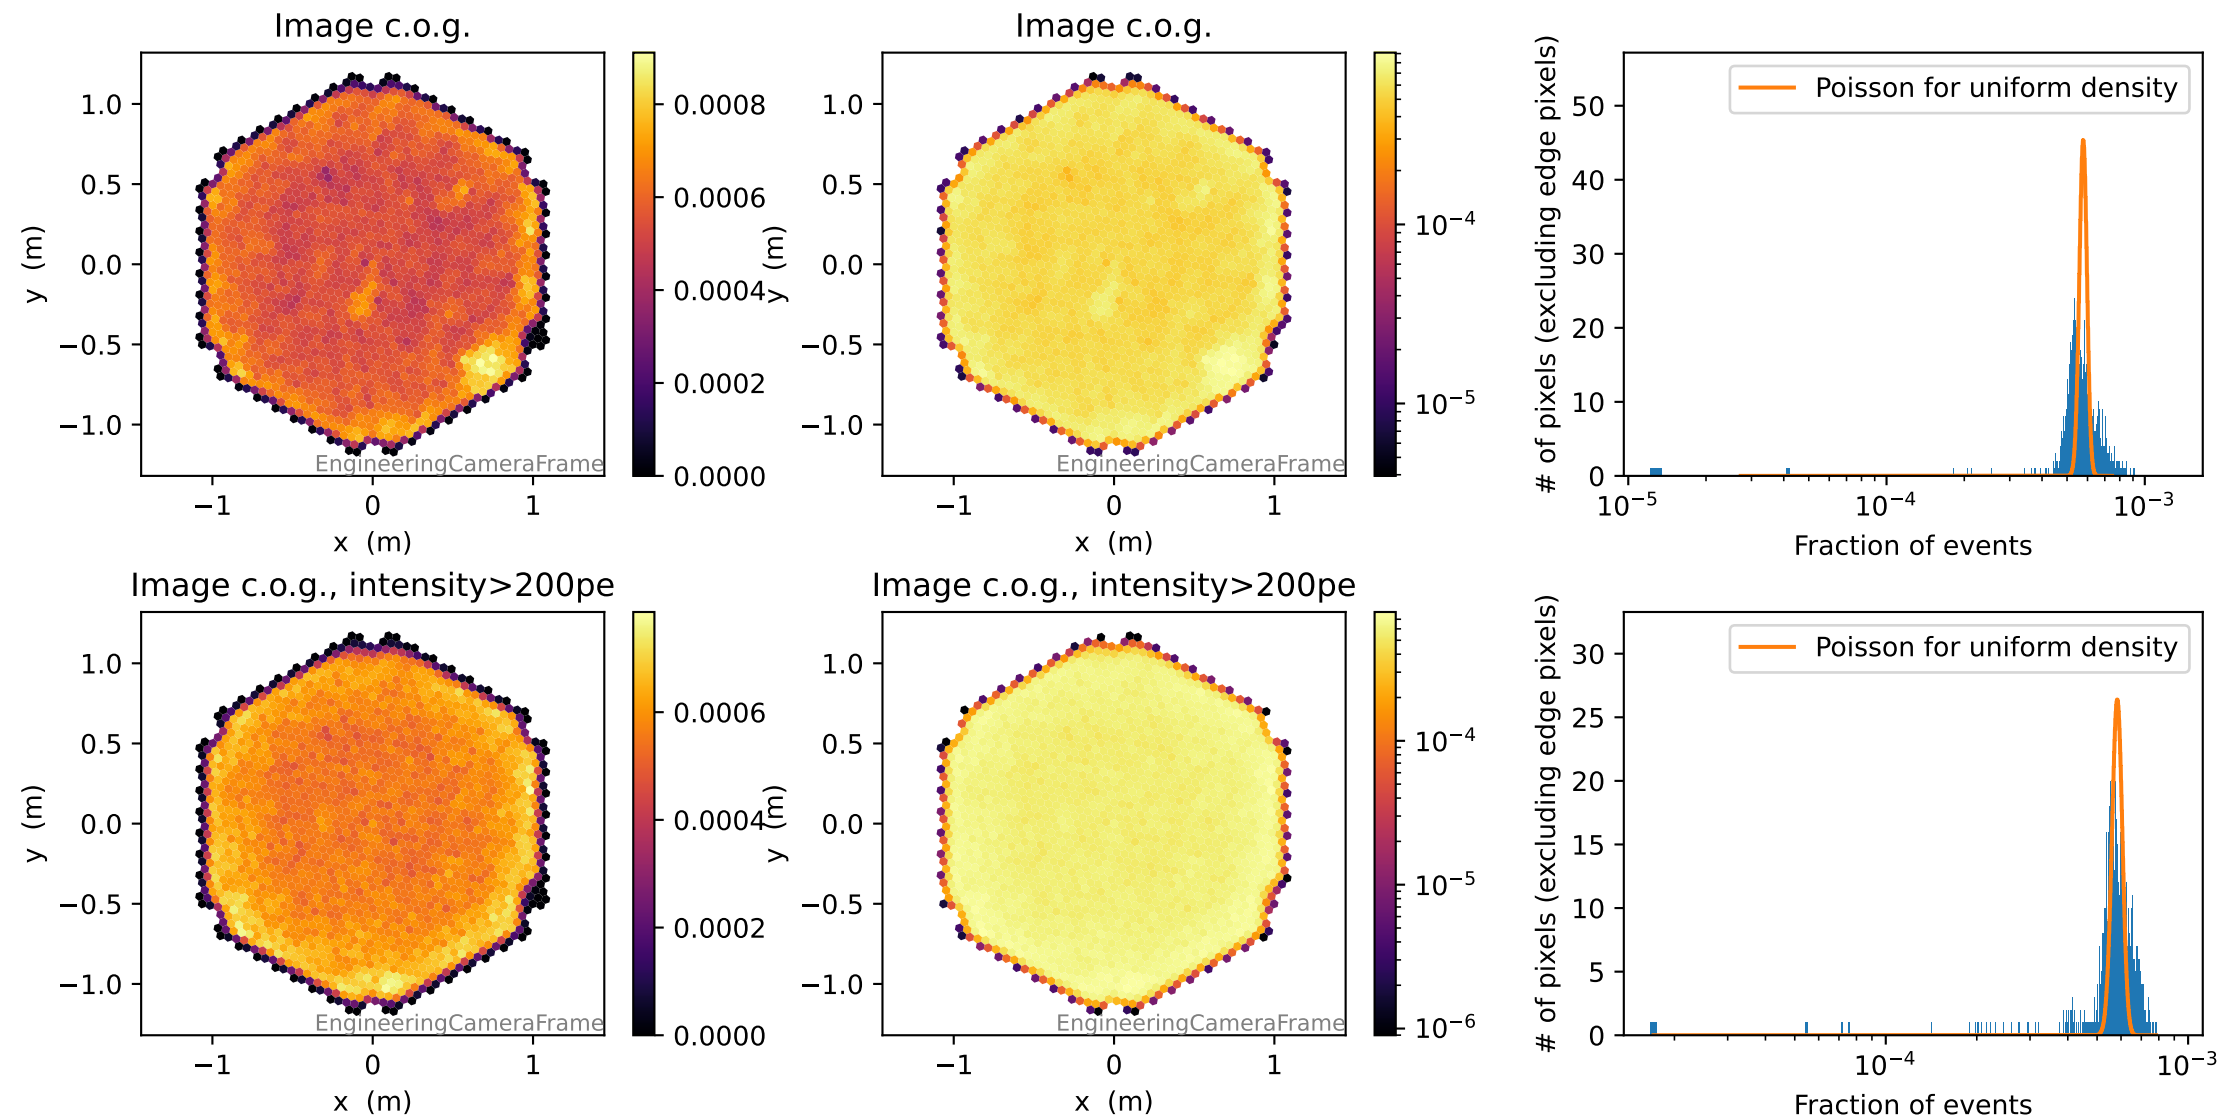 Image c.o.g.
1.0
0.5
0.0
−0.5
−1.0
y (m)
−1
0
1
x (m)
EngineeringCameraFrame
0.0008
0.0006
0.0004
0.0002
0.0000
Image c.o.g.
1.0
0.5
0.0
−0.5
−1.0
y (m)
−1
0
1
x (m)
EngineeringCameraFrame
10⁻⁴
10⁻⁵
Poisson for uniform density
50
40
30
20
10
0
# of pixels (excluding edge pixels)
10⁻⁵
10⁻⁴
10⁻³
Fraction of events
Image c.o.g., intensity>200pe
1.0
0.5
0.0
−0.5
−1.0
y (m)
−1
0
1
x (m)
EngineeringCameraFrame
0.0006
0.0004
0.0002
0.0000
Image c.o.g., intensity>200pe
1.0
0.5
0.0
−0.5
−1.0
y (m)
−1
0
1
x (m)
EngineeringCameraFrame
10⁻⁴
10⁻⁵
10⁻⁶
Poisson for uniform density
30
25
20
15
10
5
0
# of pixels (excluding edge pixels)
10⁻⁴
10⁻³
Fraction of events